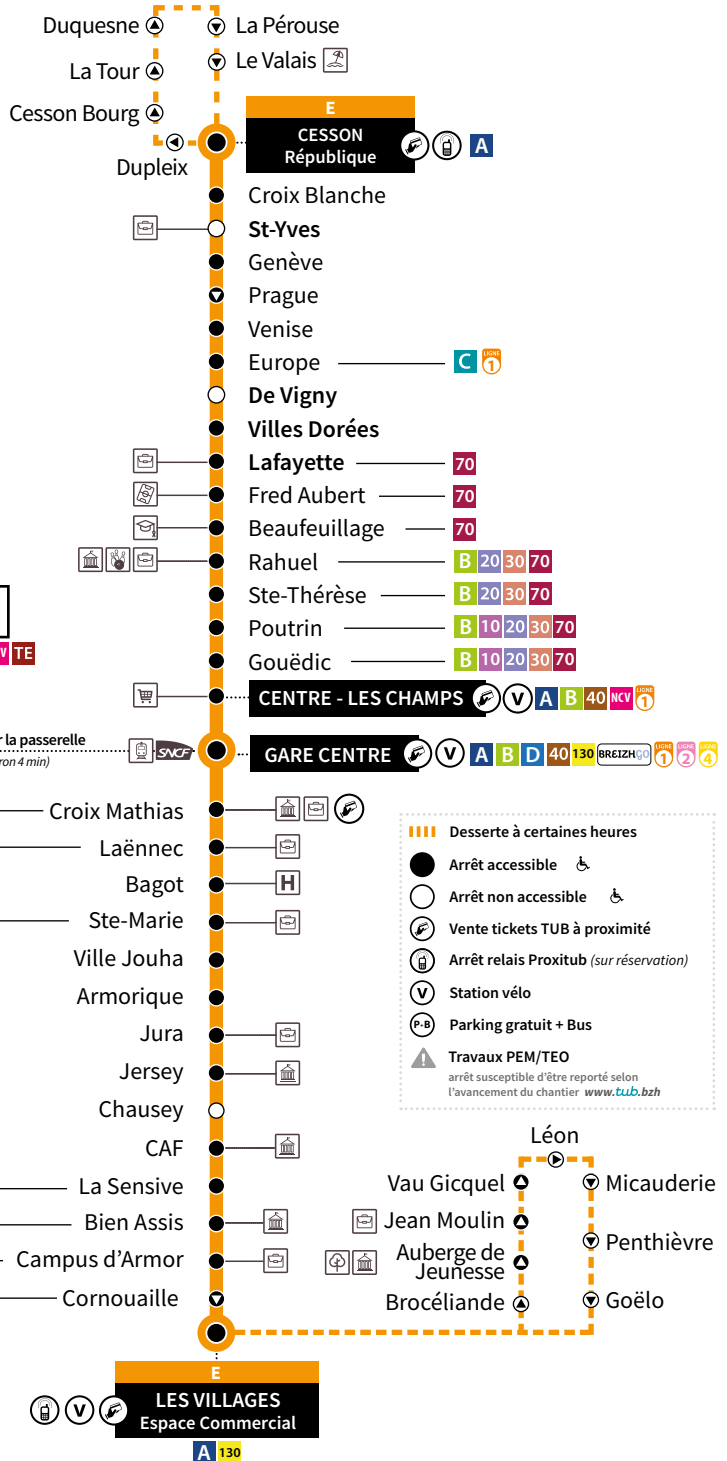 Duquesne
La Pérouse
La Tour
Le Valais
Cesson Bourg
Dupleix
E
CESSON
République
A
Croix Blanche
St-Yves
Genève
Prague
Venise
Europe C LIGNE 1
De Vigny
Villes Dorées
Lafayette 70
Fred Aubert 70
Beaufeuillage 70
Rahuel B 20 30 70
Ste-Thérèse B 20 30 70
TE
Poutrin B 10 20 30 70
Gouëdic B 10 20 30 70
CENTRE - LES CHAMPS V A B 40 NCV LIGNE 1
la passerelle
4 min)
SNCF
GARE CENTRE V A B D 40 130 BREIZHGO LIGNE 1 LIGNE 2 LIGNE 4
Croix Mathias
Laënnec
Bagot H
Ste-Marie
Ville Jouha
Armorique
Jura
Jersey
Chausey
CAF
La Sensive
Bien Assis
Campus d'Armor
Cornouaille
Desserte à certaines heures
Arrêt accessible
Arrêt non accessible
Vente tickets TUB à proximité
Arrêt relais Proxitub (sur réservation)
V Station vélo
P+B Parking gratuit + Bus
Travaux PEM/TEO
arrêt susceptible d'être reporté selon
l'avancement du chantier www.tub.bzh
Léon
Vau Gicquel
Micauderie
Jean Moulin
Auberge de
Jeunesse
Penthièvre
Brocéliande
Goëlo
E
LES VILLAGES
Espace Commercial
V
A 130